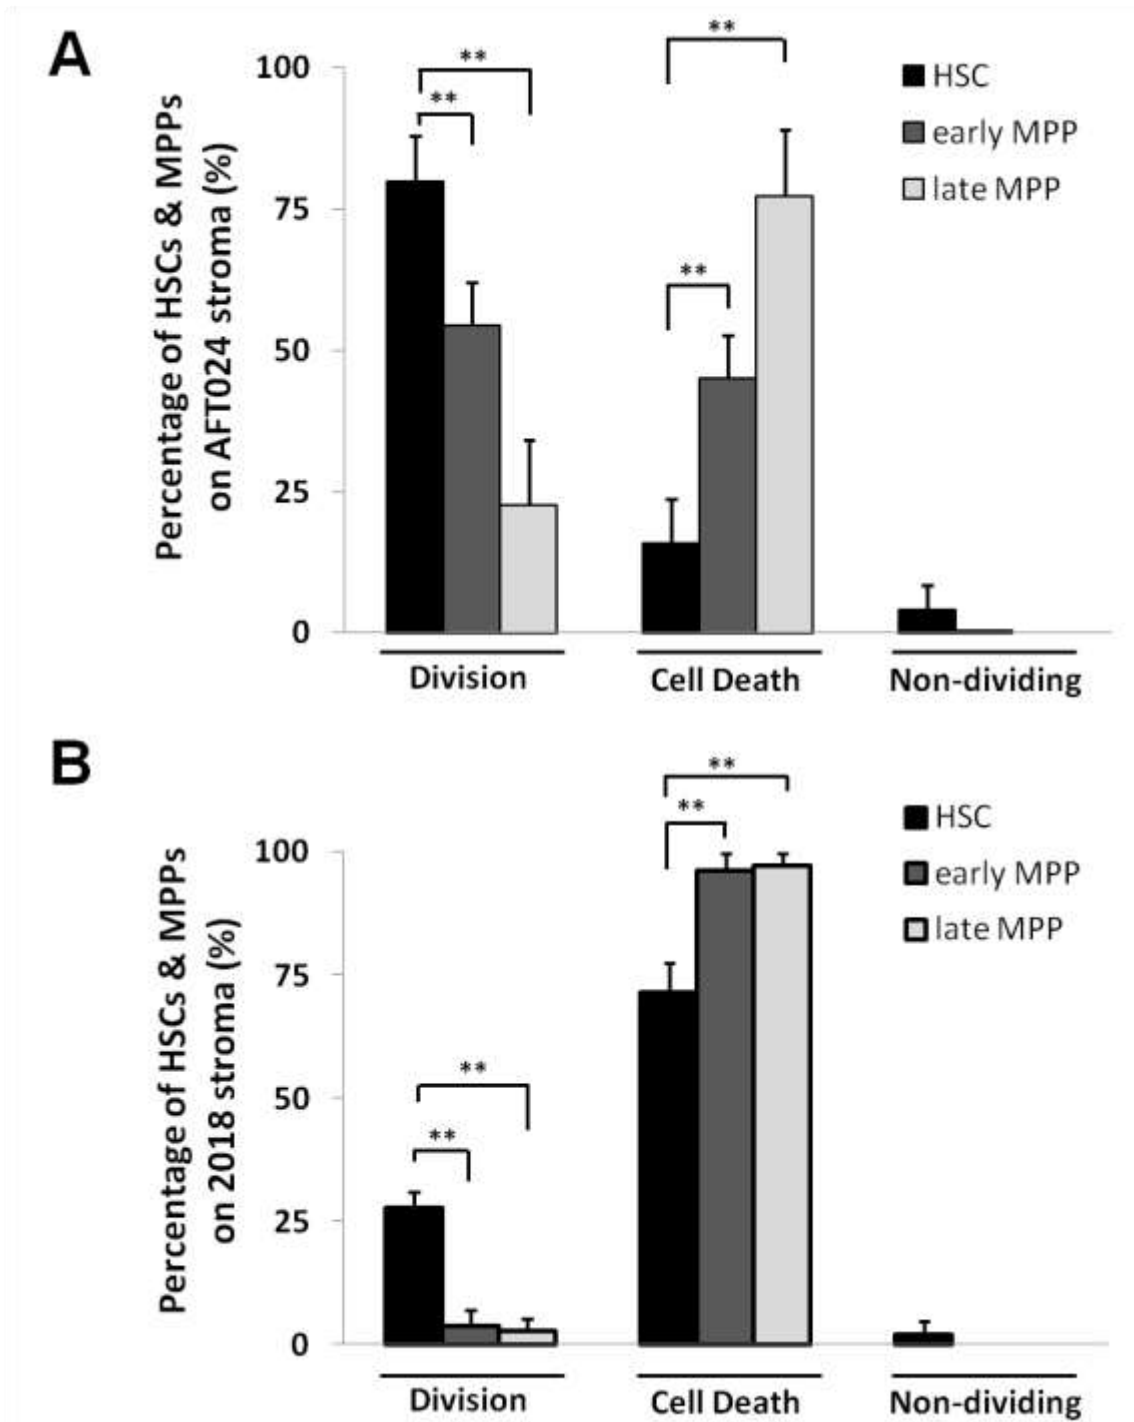 A
Percentage of HSCs & MPPs
on AFT024 stroma (%)
100
75
50
25
0
**
**
**
**
HSC
early MPP
late MPP
Division
Cell Death
Non-dividing
B
Percentage of HSCs & MPPs
on 2018 stroma (%)
100
75
50
25
0
**
**
**
**
HSC
early MPP
late MPP
Division
Cell Death
Non-dividing